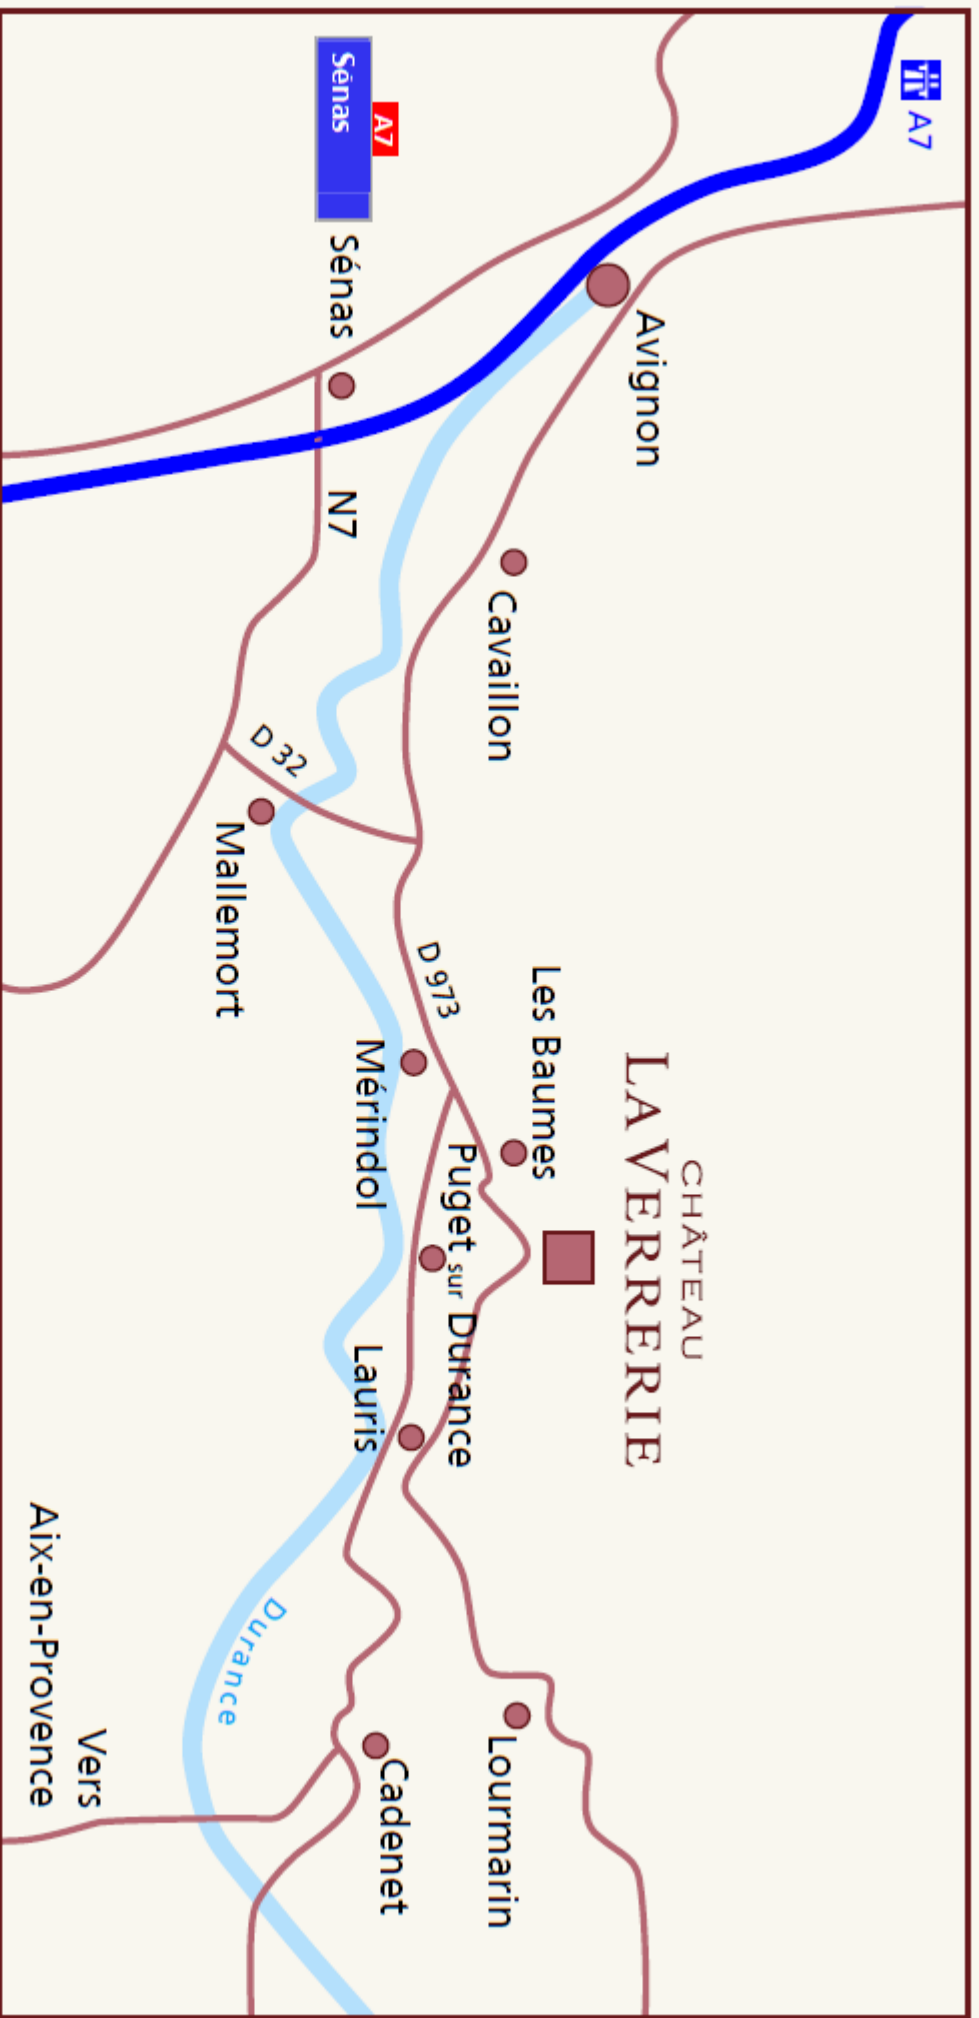 A7
CHÂTEAU
LA VERRERIE
Avignon
Les Baumes
Cavaillon
Lourmarin
Puget sur Durance
D 973
A7
Sénas
Sénas
N7
Mérindol
Lauris
Cadenet
D 32
Mallemort
Durance
Vers
Aix-en-Provence